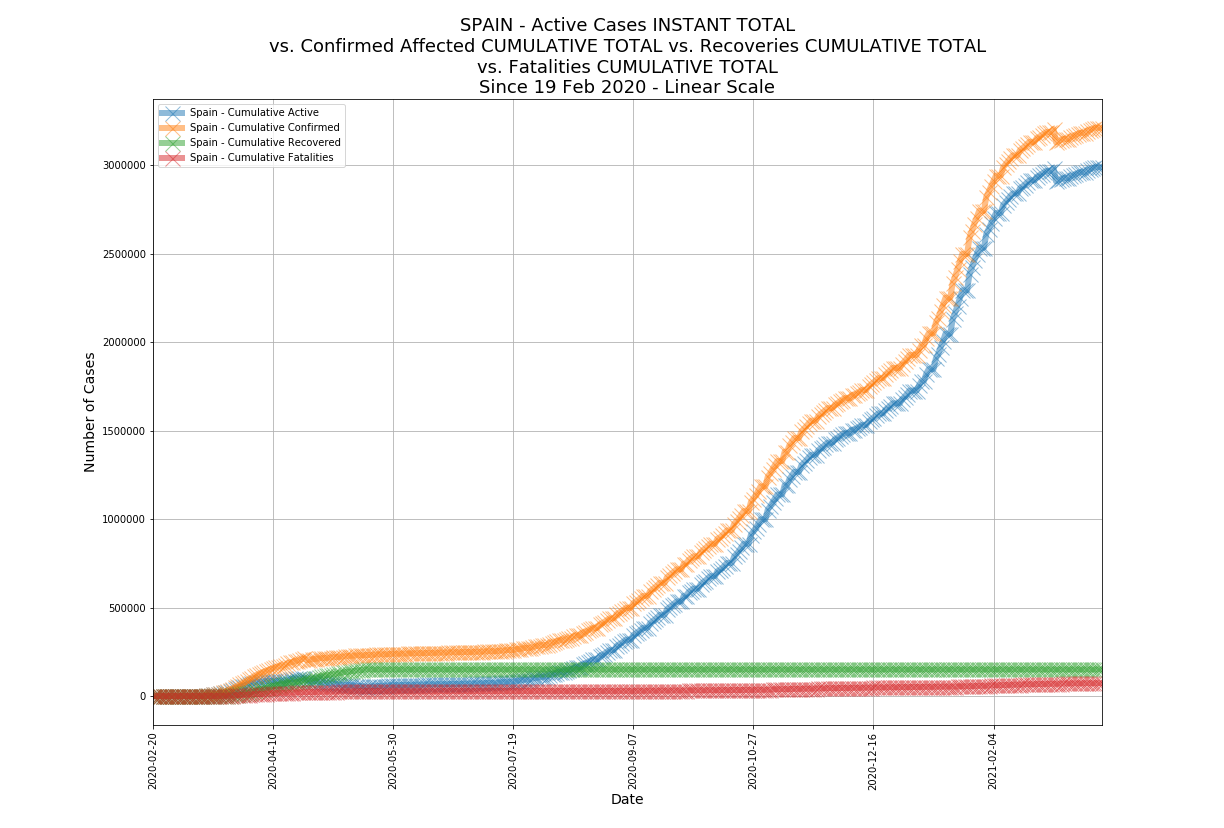 SPAIN - Active Cases INSTANT TOTAL
vs. Confirmed Affected CUMULATIVE TOTAL vs. Recoveries CUMULATIVE TOTAL
vs. Fatalities CUMULATIVE TOTAL
Since 19 Feb 2020 - Linear Scale
Spain - Cumulative Active
Spain - Cumulative Confirmed
Spain - Cumulative Recovered
Spain - Cumulative Fatalities
Number of Cases
3000000
2500000
2000000
1500000
1000000
500000
0
2020-02-20
2020-04-10
2020-05-30
2020-07-19
2020-09-07
2020-10-27
2020-12-16
2021-02-04
Date